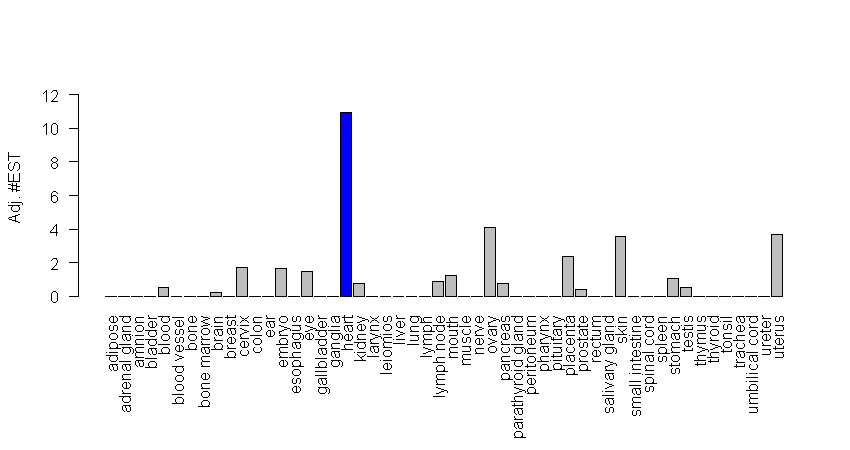 Adj. #EST
12
10
8
6
4
2
0
adipose
adrenal gland
amnion
bladder
blood
blood vessel
bone
bone marrow
brain
breast
cervix
colon
ear
embryo
esophagus
eye
gallbladder
ganglia
heart
kidney
larynx
leiomios
liver
lung
lymph
lymph node
mouth
muscle
nerve
ovary
pancreas
parathyroid gland
peritoneum
pharynx
pituitary
placenta
prostate
rectum
salivary gland
skin
small intestine
spinal cord
spleen
stomach
testis
thymus
thyroid
tonsil
trachea
umbilical cord
ureter
uterus